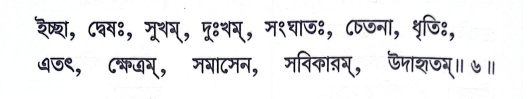 ইচ্ছা, দ্বেষঃ, সূখম্, দুঃখম্, সংঘাতঃ, চেতনা, ধৃতিঃ,
এতৎ, ক্ষেত্রম্, সমাসেন, সবিকারম্, উদাহৃতম্॥ ৬॥